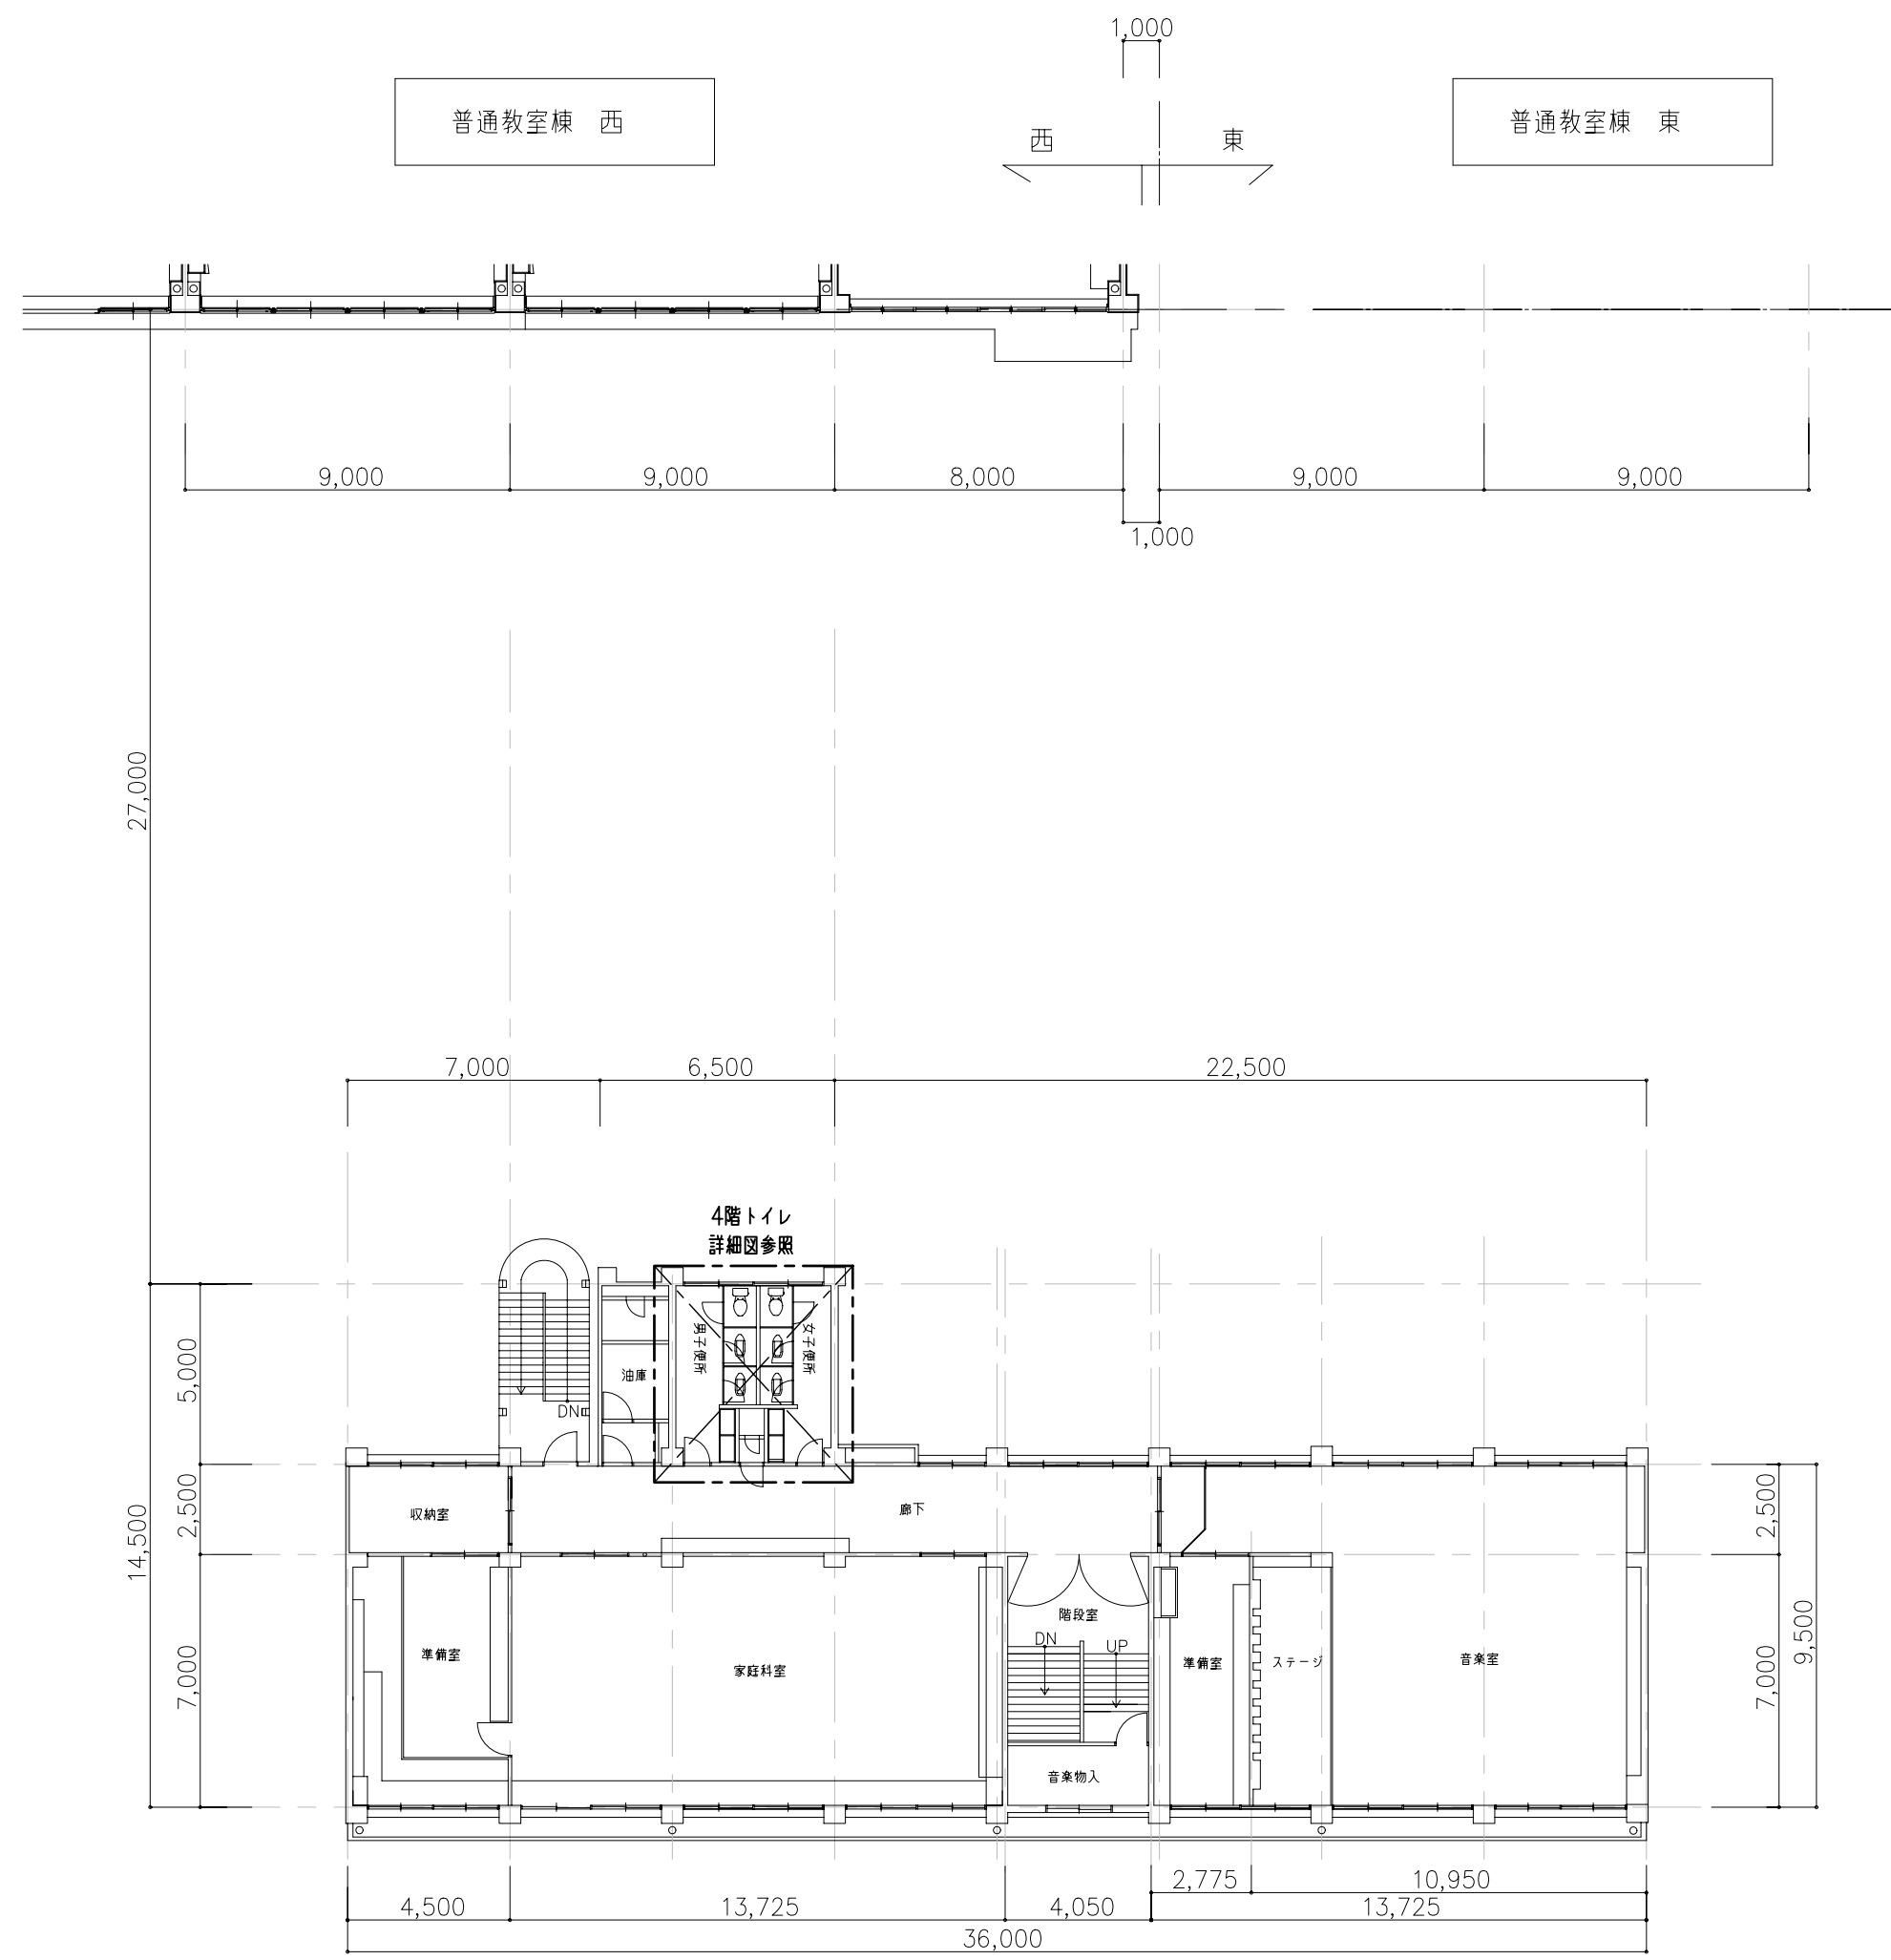 1,000
普通教室棟　西
普通教室棟　東
西
東
9,000
9,000
8,000
9,000
9,000
1,000
27,000
7,000
6,500
22,500
4階トイレ
詳細図参照
男子便所
女子便所
油庫
DN
5,000
2,500
14,500
7,000
収納室
廊下
準備室
家庭科室
階段室
DN
UP
音楽物入
準備室
ステージ
音楽室
2,500
7,000
9,500
2,775
10,950
4,500
13,725
4,050
13,725
36,000